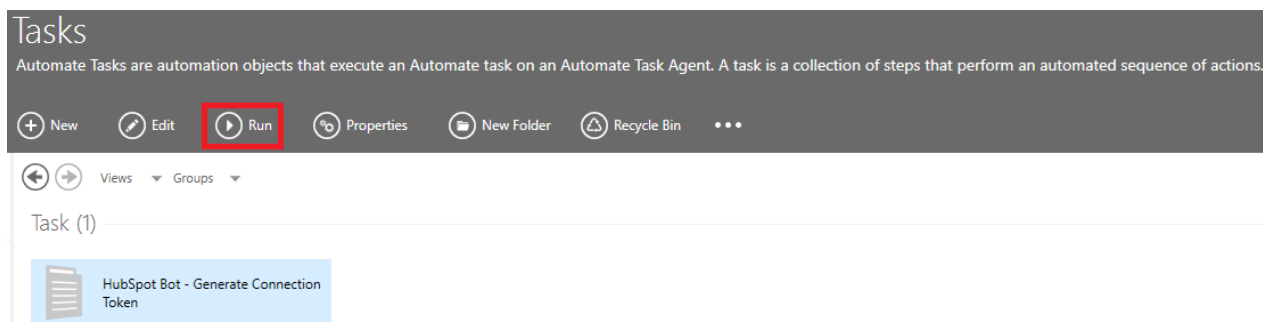 Tasks
Automate Tasks are automation objects that execute an Automate task on an Automate Task Agent. A task is a collection of steps that perform an automated sequence of actions.
New Edit Run Properties New Folder Recycle Bin •••
Views Groups
Task (1)
HubSpot Bot - Generate Connection
Token